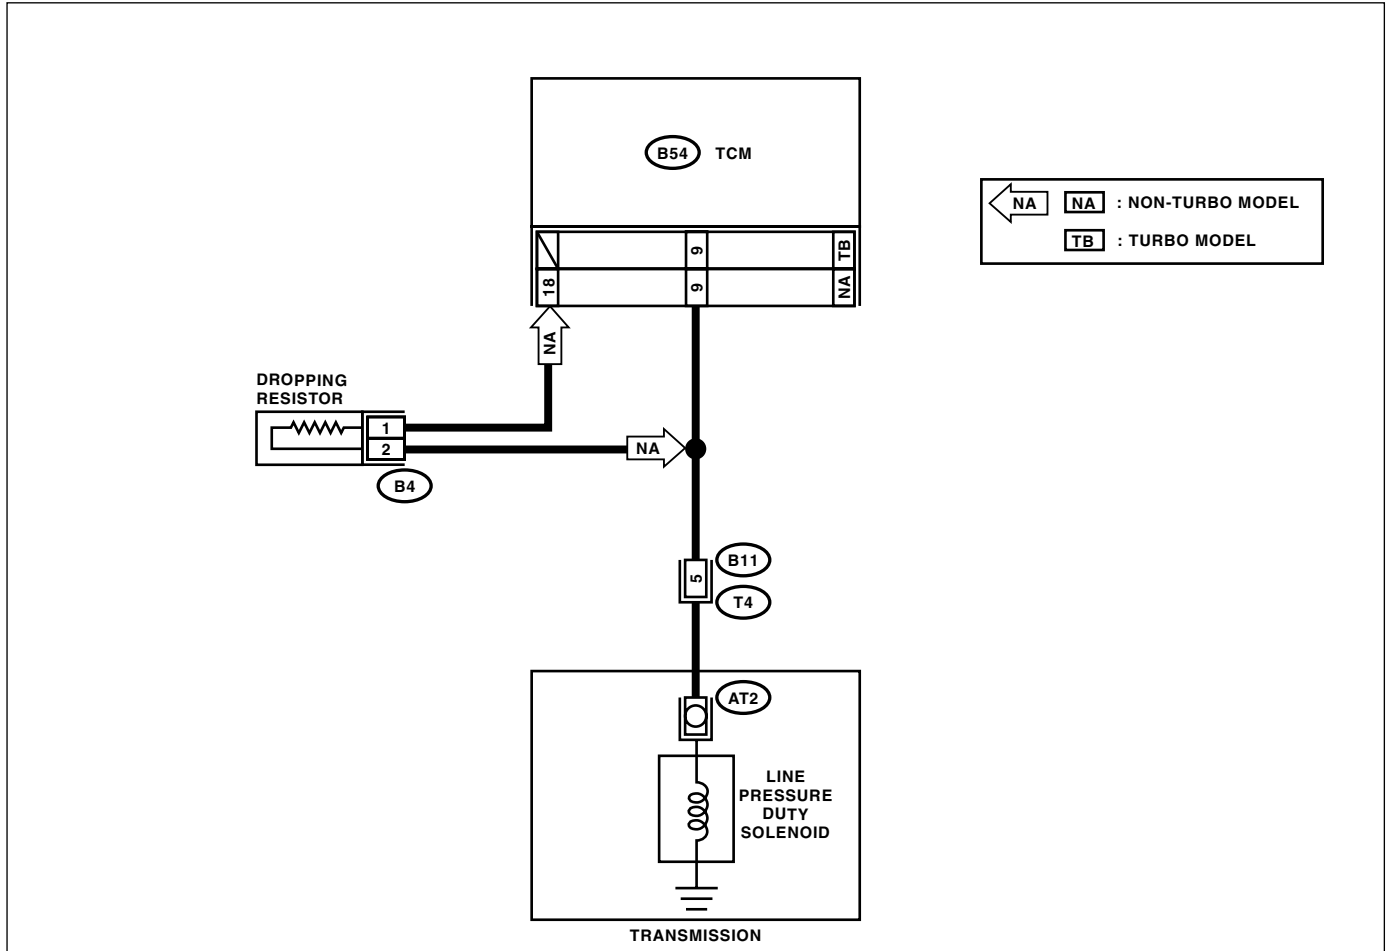 B54 TCM
9 TB
18 9 NA
NA NA : NON-TURBO MODEL
TB : TURBO MODEL
NA
DROPPING
RESISTOR
1
2
NA
B4
5
B11
T4
AT2
LINE
PRESSURE
DUTY
SOLENOID
TRANSMISSION